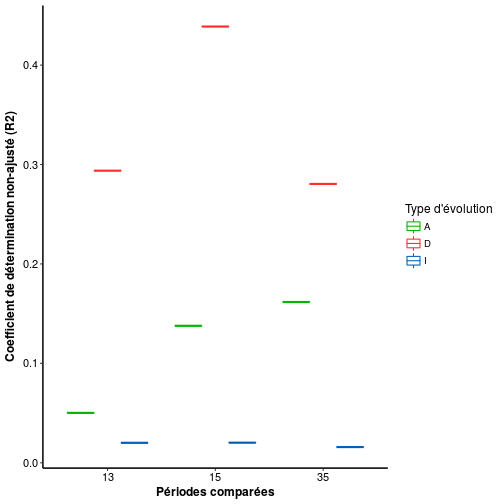 Coefficient de détermination non-ajusté (R2)
0.4
0.3
0.2
0.1
0.0
13 15 35
Périodes comparées
Type d'évolution
A
D
I